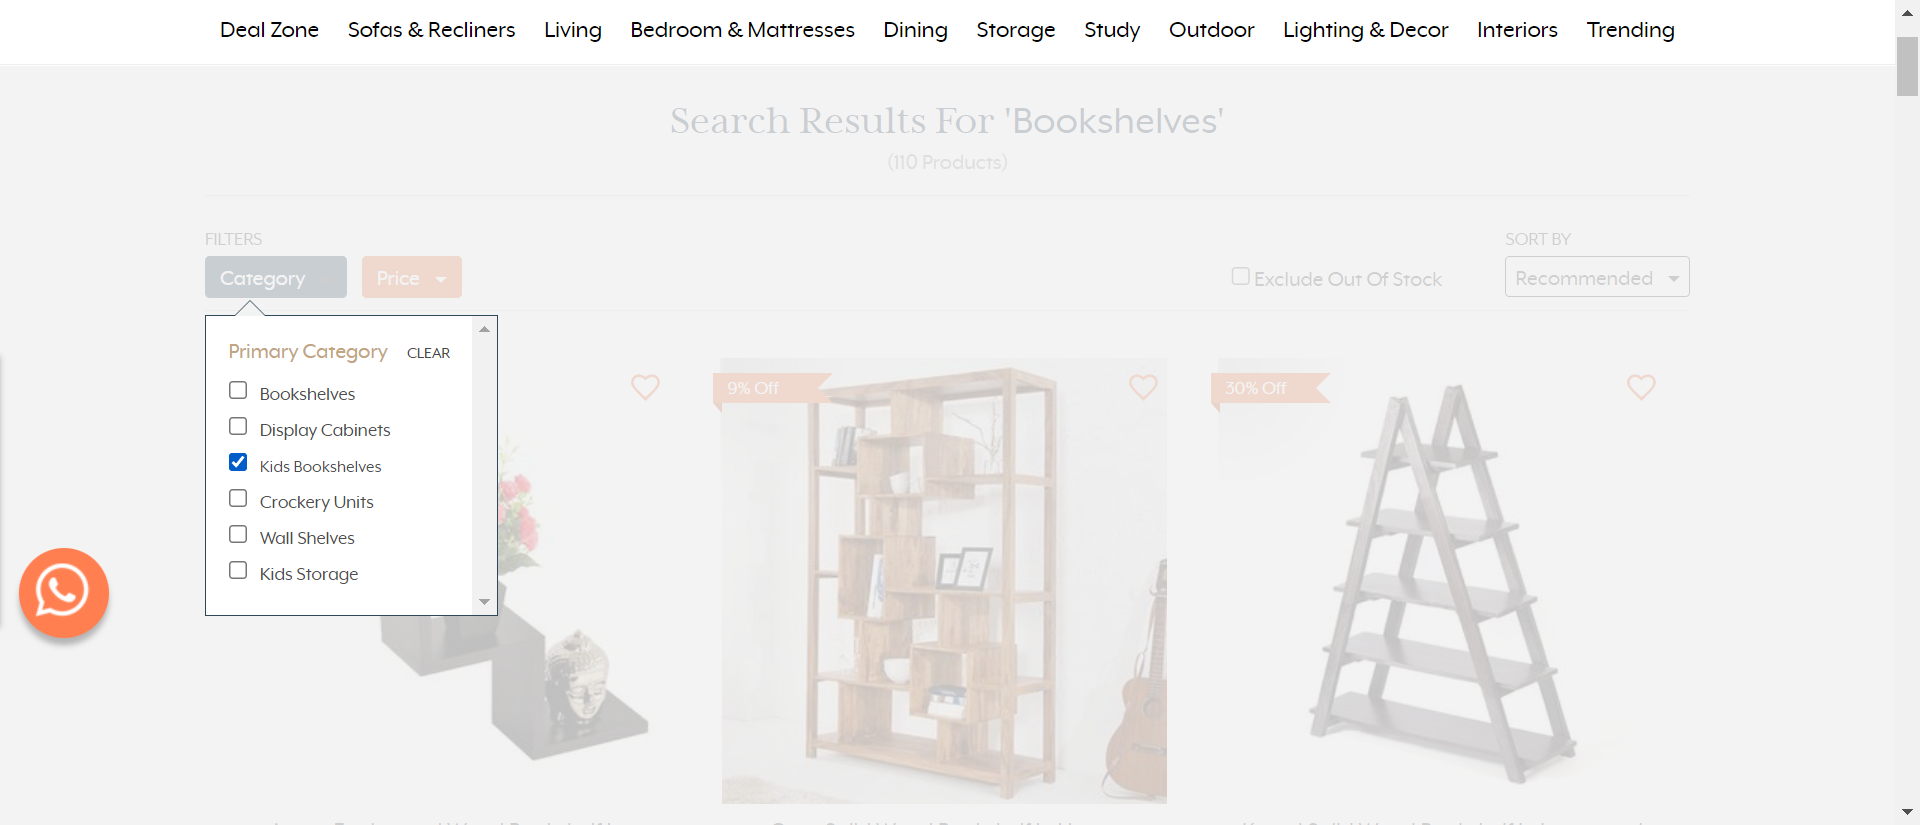 Deal Zone Sofas & Recliners Living Bedroom & Mattresses Dining Storage Study Outdoor Lighting & Decor Interiors Trending
Search Results For 'Bookshelves'
(110 Products)
FILTERS
SORT BY
Category Price
Exclude Out Of Stock
Recommended
Primary Category CLEAR
Bookshelves
Display Cabinets
Kids Bookshelves
Crockery Units
Wall Shelves
Kids Storage
9% Off
30% Off